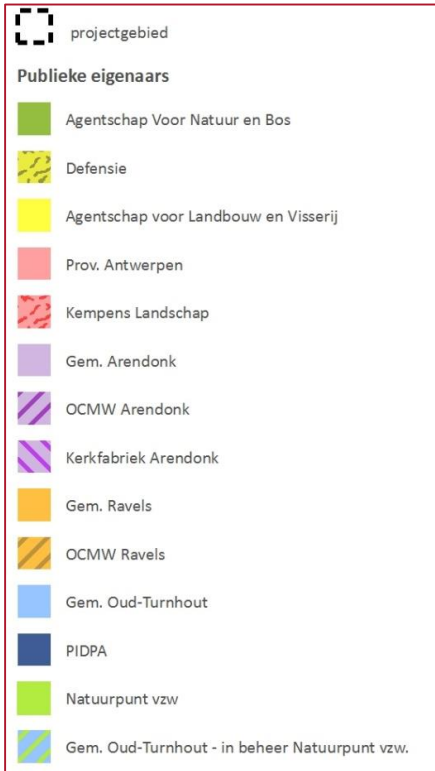 projectgebied
Publieke eigenaars
Agentschap Voor Natuur en Bos
Defensie
Agentschap voor Landbouw en Visserij
Prov. Antwerpen
Kempens Landschap
Gem. Arendonk
OCMW Arendonk
Kerkfabriek Arendonk
Gem. Ravels
OCMW Ravels
Gem. Oud-Turnhout
PIDPA
Natuurpunt vzw
Gem. Oud-Turnhout - in beheer Natuurpunt vzw.